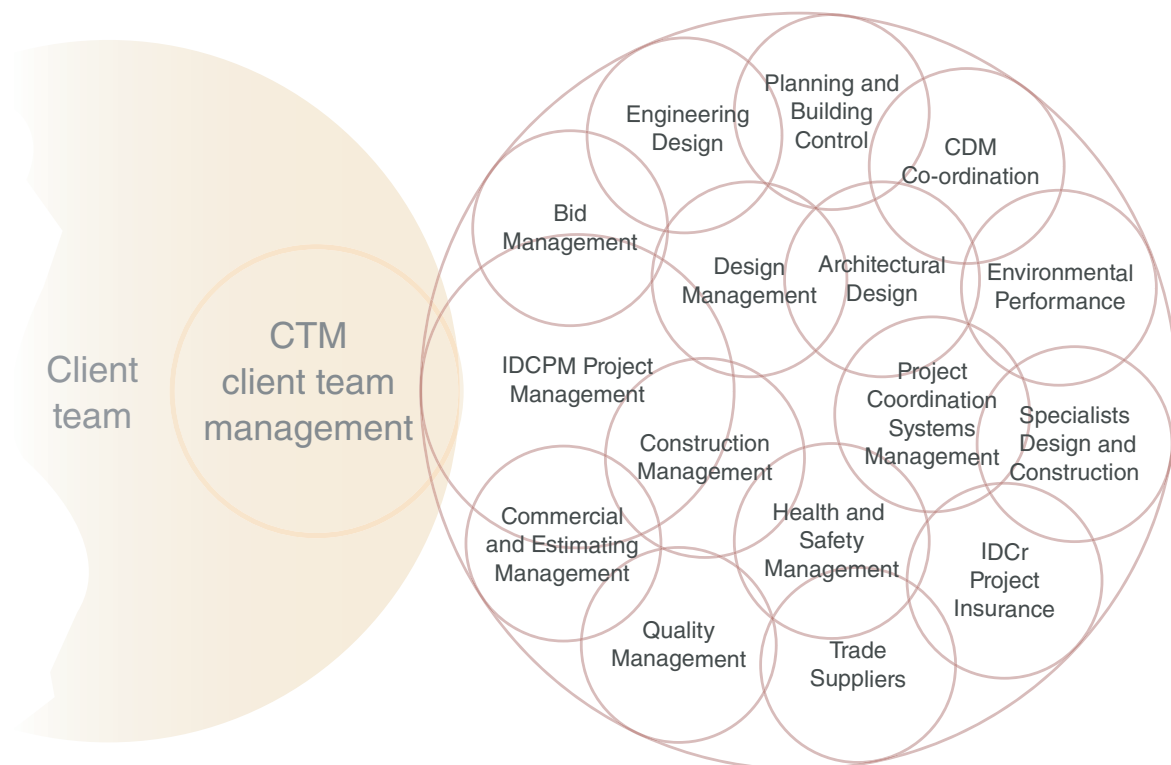 Client
team
CTM
client team
management
Engineering
Design
Planning and
Building
Control
CDM
Co-ordination
Bid
Management
Design
Management
Architectural
Design
Environmental
Performance
IDCPM Project
Management
Project
Coordination
Systems
Management
Specialists
Design and
Construction
Construction
Management
Commercial
and Estimating
Management
Health and
Safety
Management
IDCr
Project
Insurance
Quality
Management
Trade
Suppliers